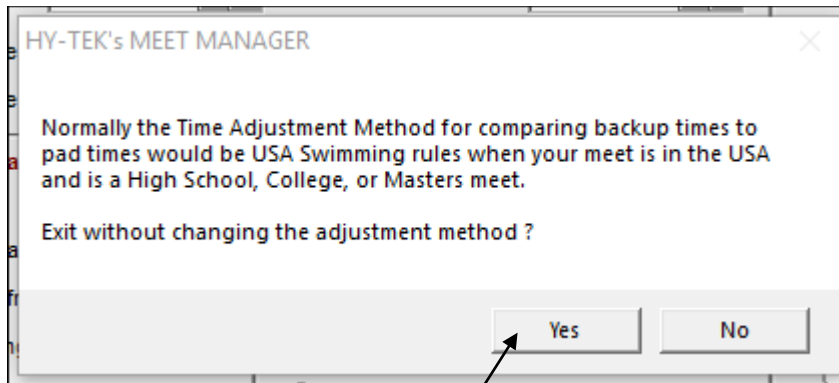 HY-TEK's MEET MANAGER
Normally the Time Adjustment Method for comparing backup times to
pad times would be USA Swimming rules when your meet is in the USA
and is a High School, College, or Masters meet.
Exit without changing the adjustment method ?
Yes No